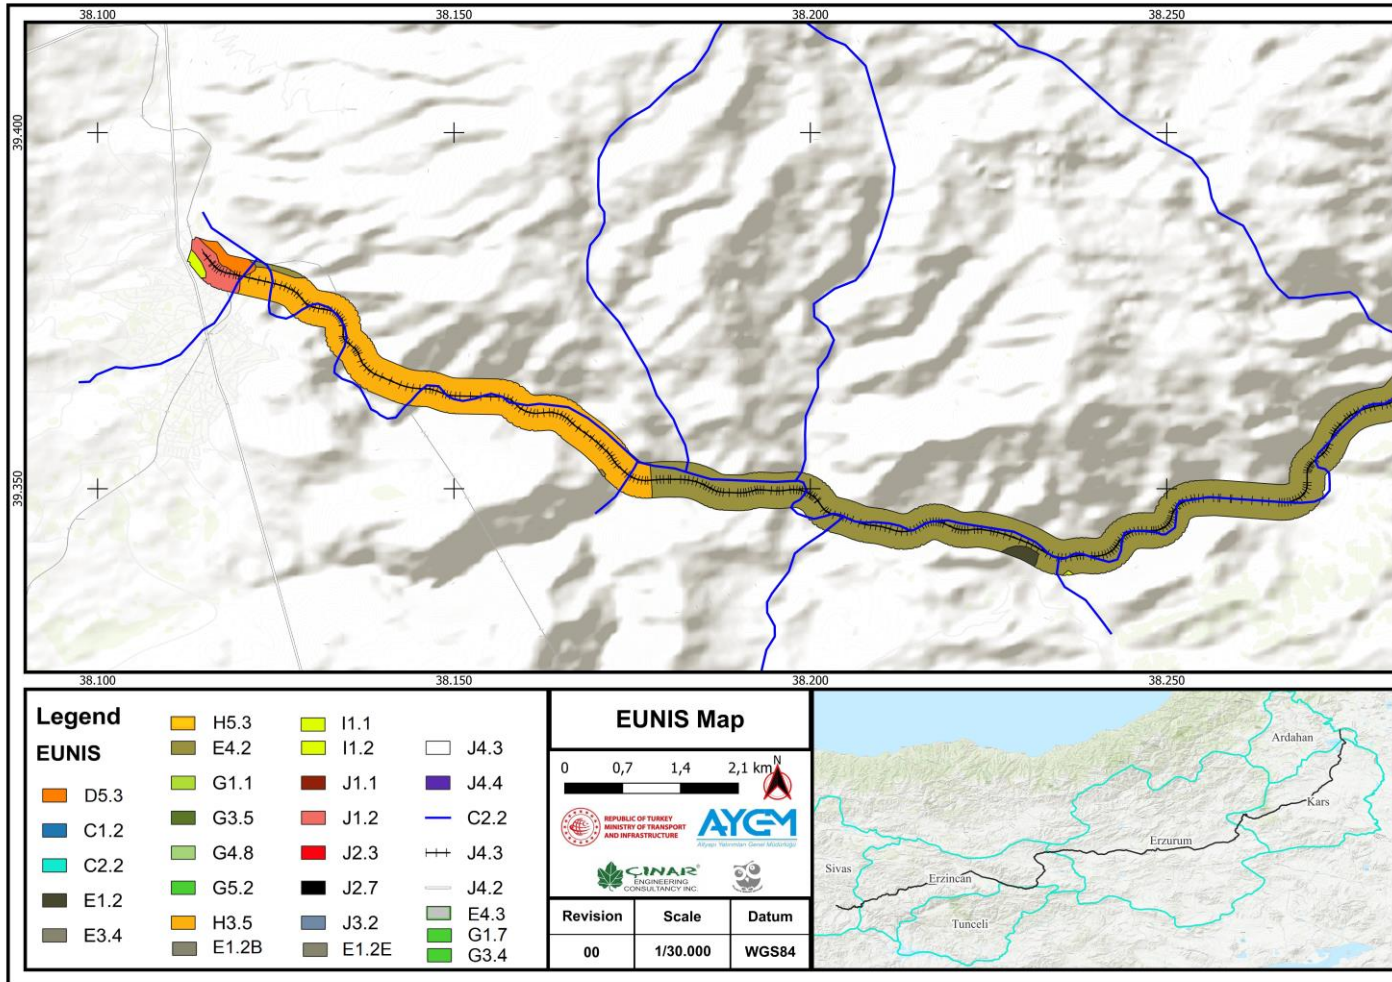 38.100 38.150 38.200 38.250
39.400
39.350
38.100 38.150 38.200 38.250
Legend
EUNIS
D5.3
C1.2
C2.2
E1.2
E3.4
H5.3
E4.2
G1.1
G3.5
G4.8
G5.2
H3.5
E1.2B
I1.1
I1.2
J1.1
J1.2
J2.3
J2.7
J3.2
E1.2E
J4.3
J4.4
C2.2
J4.3
J4.2
E4.3
G1.7
G3.4
EUNIS Map
0 0,7 1,4 2,1 km
N
REPUBLIC OF TURKEY
MINISTRY OF TRANSPORT
AND INFRASTRUCTURE
AYGM
Altyapı Yatırımları Genel Müdürlüğü
ÇINAR
ENGINEERING
CONSULTANCY INC.
Revision Scale Datum
00 1/30.000 WGS84
Ardahan
Kars
Erzurum
Sivas
Erzincan
Tunceli